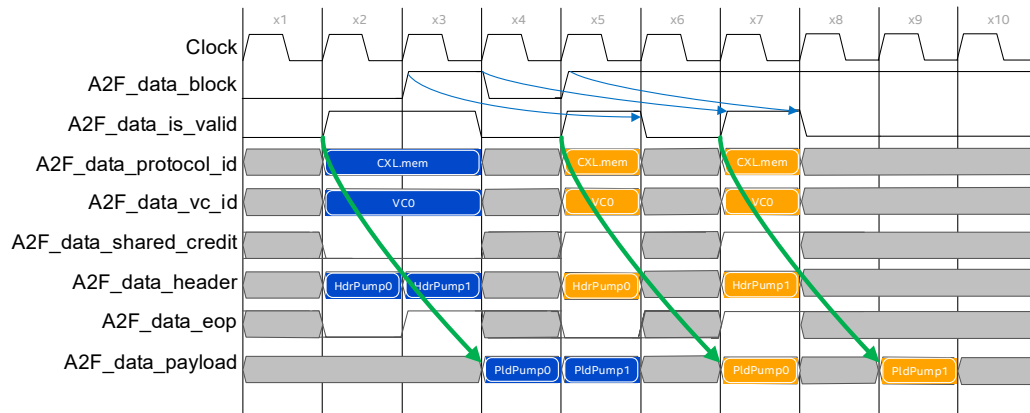 x1 x2 x3 x4 x5 x6 x7 x8 x9 x10
Clock
A2F_data_block
A2F_data_is_valid
A2F_data_protocol_id CXL.mem CXL.mem CXL.mem
A2F_data_vc_id VC0 VC0 VC0
A2F_data_shared_credit
A2F_data_header HdrPump0 HdrPump1 HdrPump0 HdrPump1
A2F_data_eop
A2F_data_payload PldPump0 PldPump1 PldPump0 PldPump1